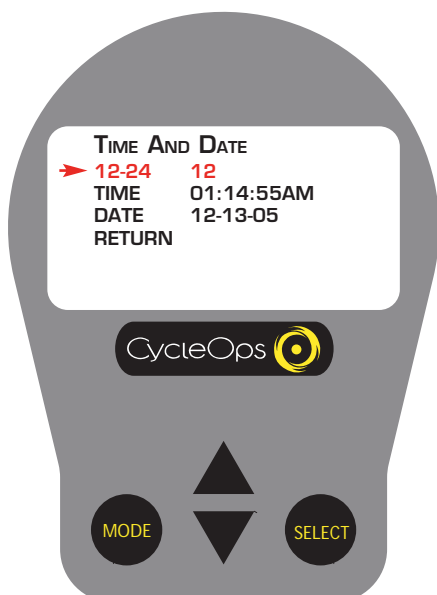 TIME AND DATE
12-24 12
TIME 01:14:55AM
DATE 12-13-05
RETURN
CycleOps
MODE
SELECT